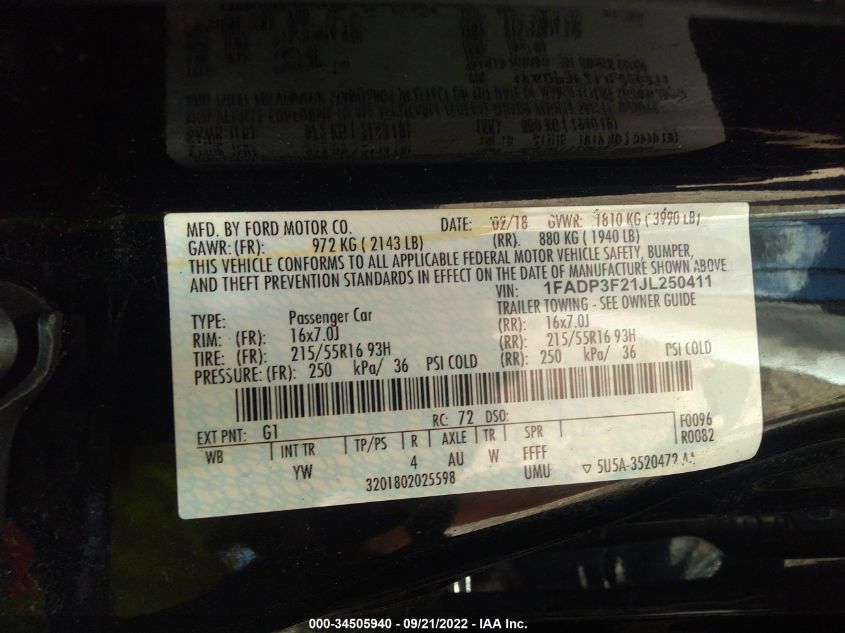 MFD. BY FORD MOTOR CO. DATE: 02/18 GVWR: 1810 KG ( 3990 LB)
GAWR: (FR): 972 KG ( 2143 LB) (RR): 880 KG ( 1940 LB)
THIS VEHICLE CONFORMS TO ALL APPLICABLE FEDERAL MOTOR VEHICLE SAFETY, BUMPER,
AND THEFT PREVENTION STANDARDS IN EFFECT ON THE DATE OF MANUFACTURE SHOWN ABOVE.
VIN: 1FADP3F21JL250411
TRAILER TOWING - SEE OWNER GUIDE
TYPE: Passenger Car
RIM: (FR): 16x7.0J (RR): 16x7.0J
TIRE: (FR): 215/55R16 93H (RR): 215/55R16 93H
PRESSURE: (FR): 250 kPa/ 36 PSI COLD (RR): 250 kPa/ 36 PSI COLD
RC: 72 DSO: F0096
EXT PNT: G1 R0082
WB INT TR TP/PS R AXLE TR SPR
YW 4 AU W FFFF
3201802025598 UMU ▽ 5U5A-3520472-AA
000-34505940 - 09/21/2022 - IAA Inc.